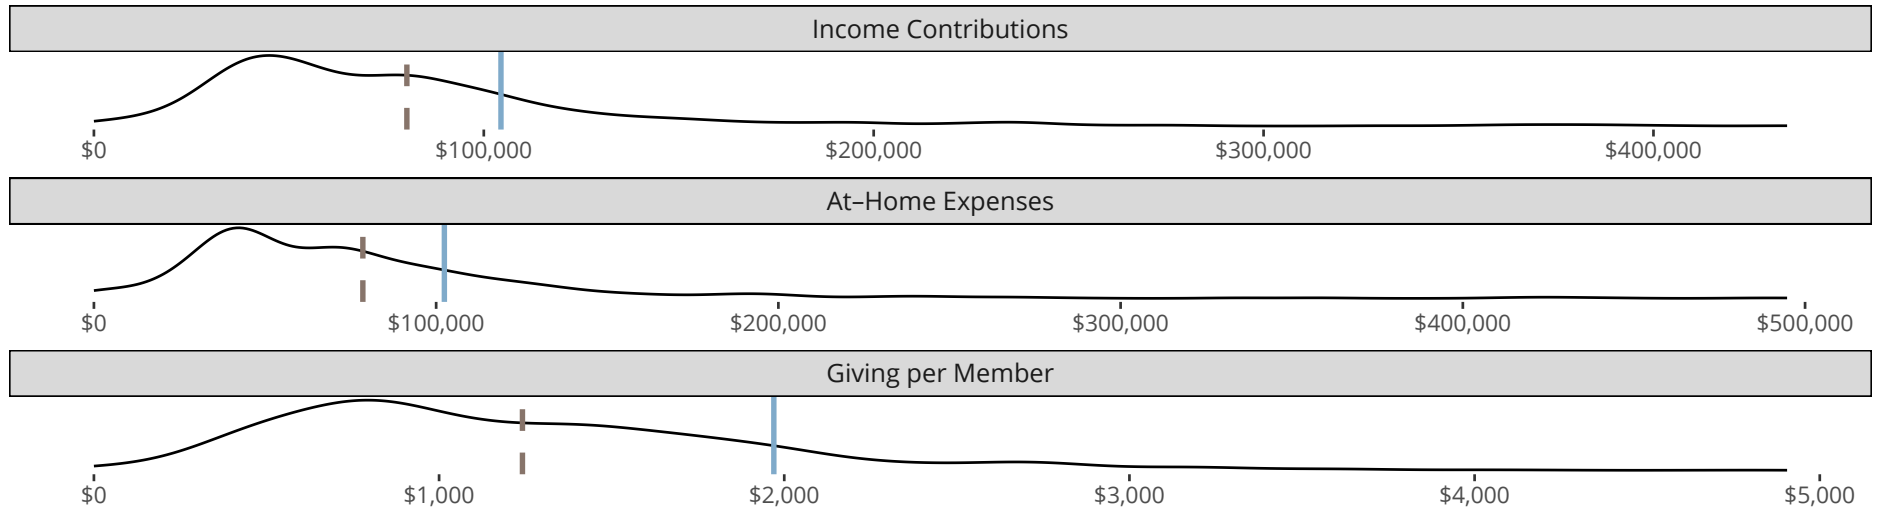 Income Contributions
$0 $100,000 $200,000 $300,000 $400,000
At–Home Expenses
$0 $100,000 $200,000 $300,000 $400,000 $500,000
Giving per Member
$0 $1,000 $2,000 $3,000 $4,000 $5,000